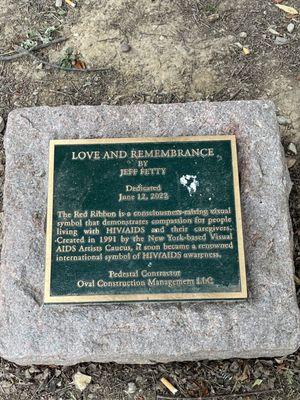 LOVE AND REMEMBRANCE
BY
JEFF FETTY
Dedicated
June 12, 2022
The Red Ribbon is a consciousness-raising visual
symbol that demonstrates compassion for people
living with HIV/AIDS and their caregivers.
Created in 1991 by the New York-based Visual
AIDS Artists Caucus, it soon became a renowned
international symbol of HIV/AIDS awareness.
Pedestal Contractor
Oval Construction Management LLC